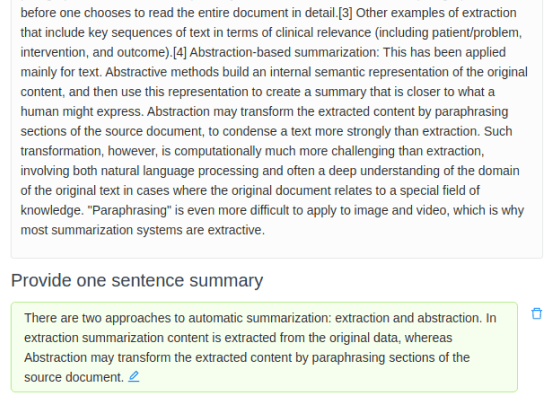 before one chooses to read the entire document in detail.[3] Other examples of extraction
that include key sequences of text in terms of clinical relevance (including patient/problem,
intervention, and outcome).[4] Abstraction-based summarization: This has been applied
mainly for text. Abstractive methods build an internal semantic representation of the original
content, and then use this representation to create a summary that is closer to what a
human might express. Abstraction may transform the extracted content by paraphrasing
sections of the source document, to condense a text more strongly than extraction. Such
transformation, however, is computationally much more challenging than extraction,
involving both natural language processing and often a deep understanding of the domain
of the original text in cases where the original document relates to a special field of
knowledge. "Paraphrasing" is even more difficult to apply to image and video, which is why
most summarization systems are extractive.
Provide one sentence summary
There are two approaches to automatic summarization: extraction and abstraction. In
extraction summarization content is extracted from the original data, whereas
Abstraction may transform the extracted content by paraphrasing sections of the
source document.